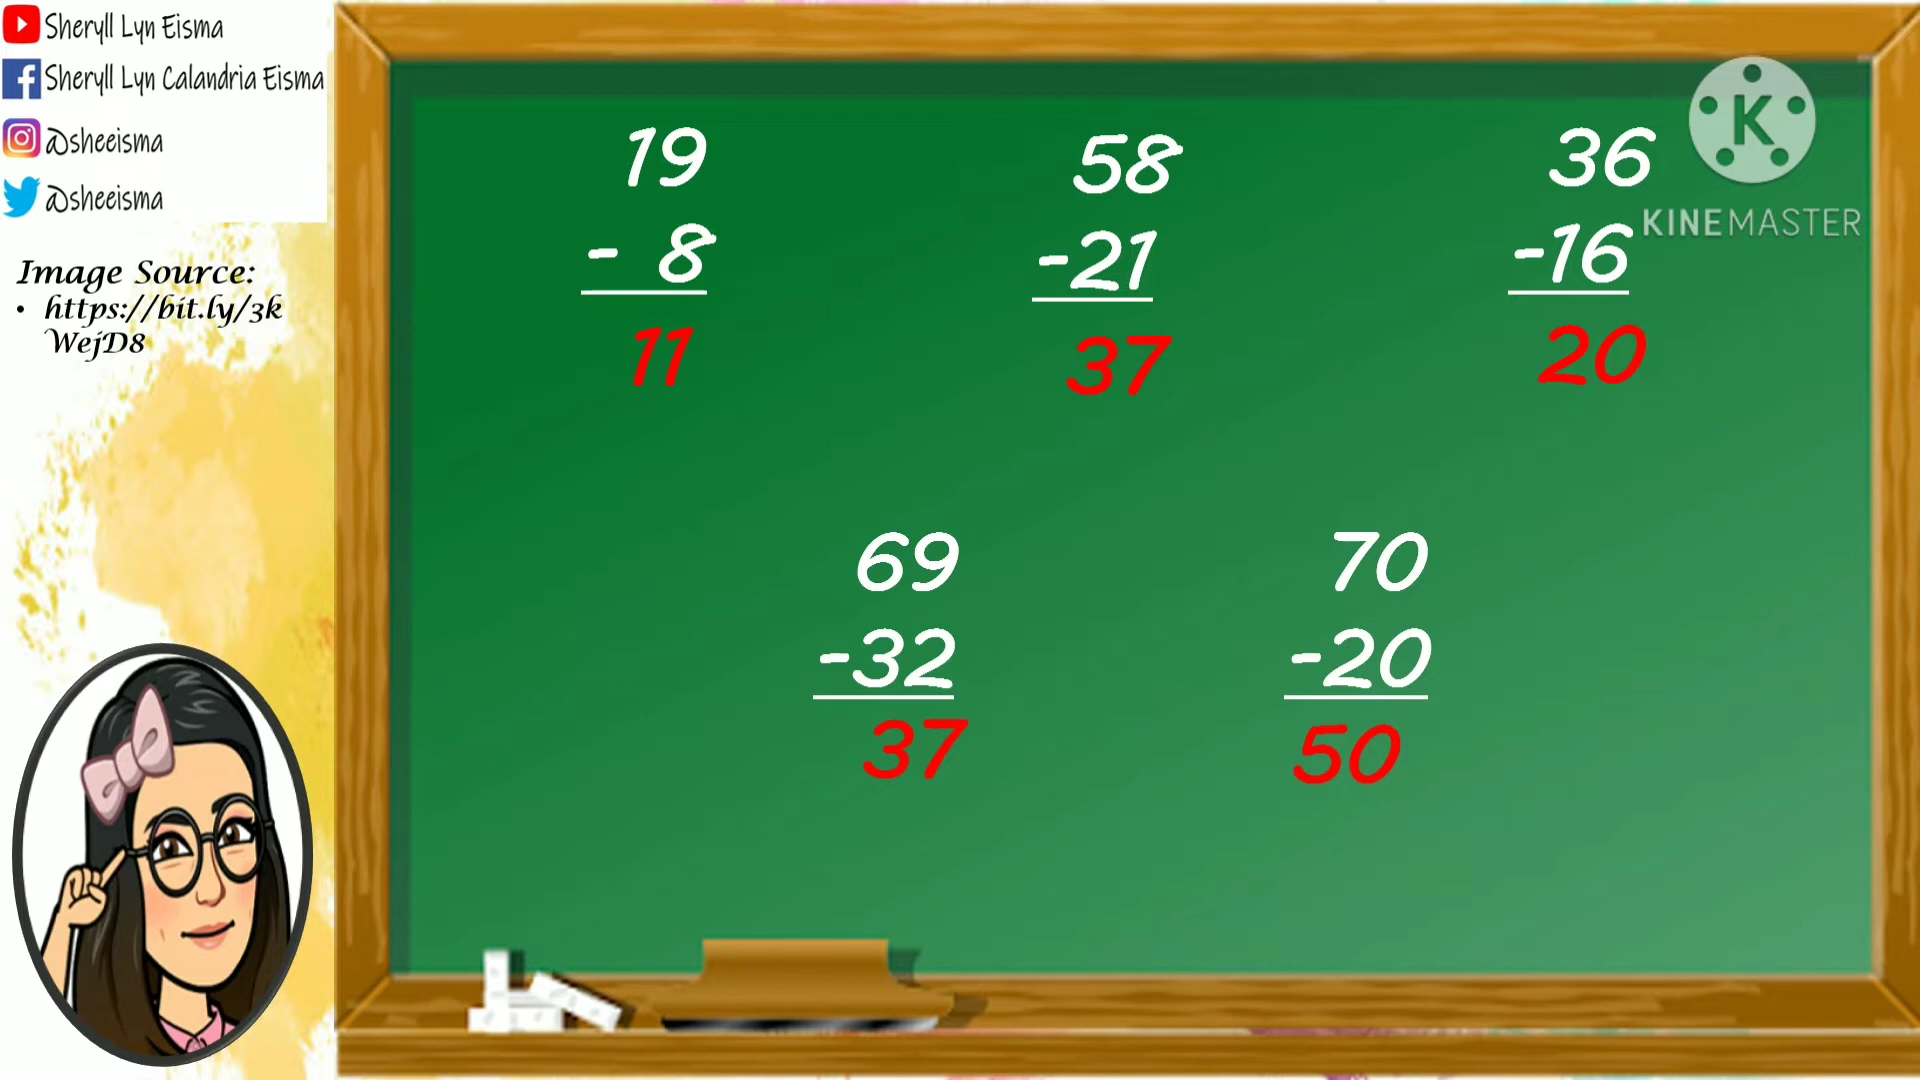 Sheryll Lyn Eisma
Sheryll Lyn Calandria Eisma
@sheeisma
@sheeisma
Image Source:
• https://bit.ly/3k
WejD8
19
- 8
11
58
-21
37
36
-16
20
K
KINEMASTER
69
-32
37
70
-20
50